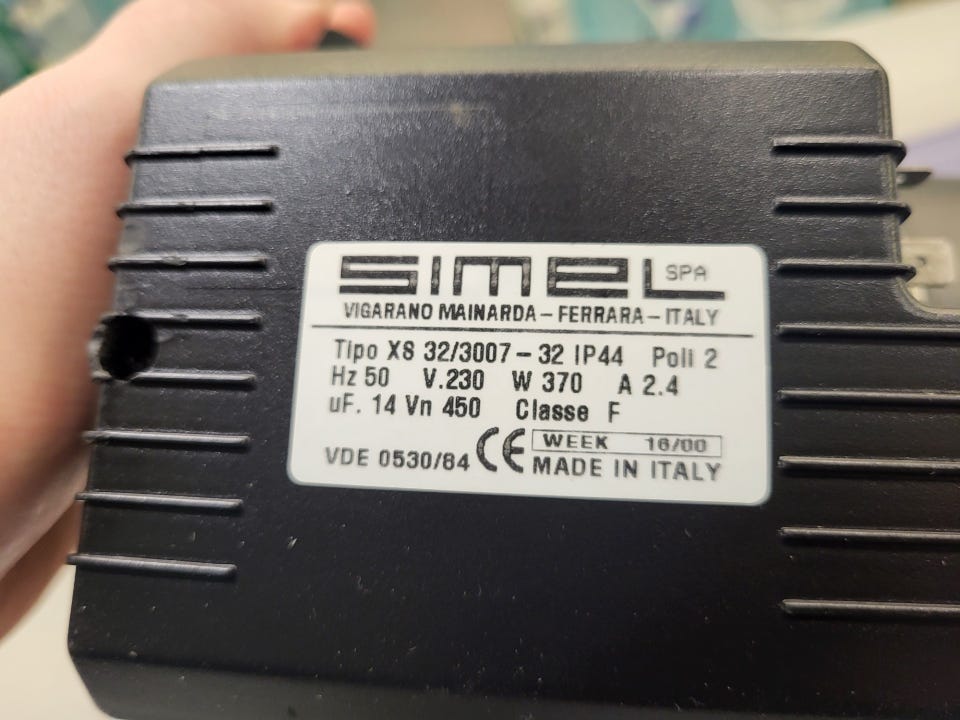 SIMEL SPA
VIGARANO MAINARDA – FERRARA – ITALY
Tipo XS 32/3007 – 32 IP44 Poli 2
Hz 50 V.230 W 370 A 2.4
uF. 14 Vn 450 Classe F
VDE 0530/84 CE WEEK 16/00
MADE IN ITALY